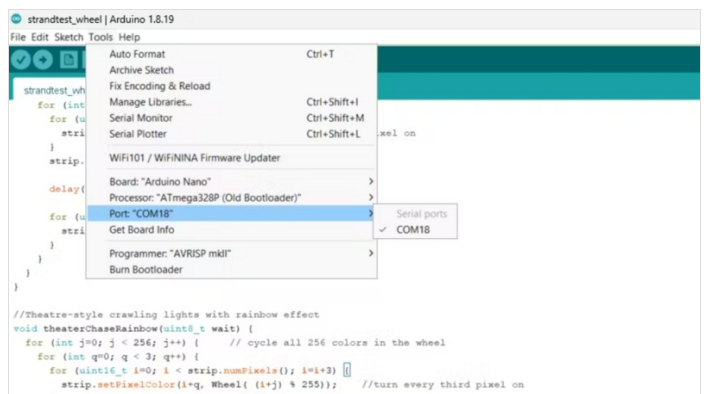 strandtest_wheel | Arduino 1.8.19
File Edit Sketch Tools Help
Auto Format Ctrl+T
Archive Sketch
Fix Encoding & Reload
Manage Libraries... Ctrl+Shift+I
Serial Monitor Ctrl+Shift+M
Serial Plotter Ctrl+Shift+L
WiFi101 / WiFiNINA Firmware Updater
Board: "Arduino Nano"
Processor: "ATmega328P (Old Bootloader)"
Port: "COM18"
Get Board Info
Programmer: "AVRISP mkII"
Burn Bootloader
Serial ports
COM18
strandtest_wh
for (int
for (u
stri xel on
}
strip.
delay(
for (u
stri
}
}
}
}
//Theatre-style crawling lights with rainbow effect
void theaterChaseRainbow(uint8_t wait) {
for (int j=0; j < 256; j++) { // cycle all 256 colors in the wheel
for (int q=0; q < 3; q++) {
for (uint16_t i=0; i < strip.numPixels(); i=i+3) {
strip.setPixelColor(i+q, Wheel( (i+j) % 255)); //turn every third pixel on